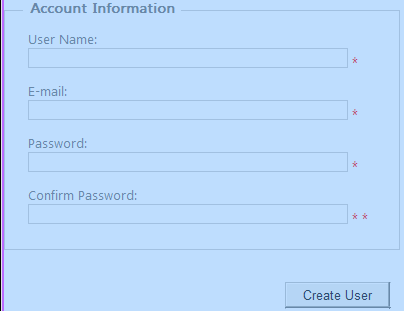 Account Information
User Name:
*
E-mail:
*
Password:
*
Confirm Password:
* *
Create User